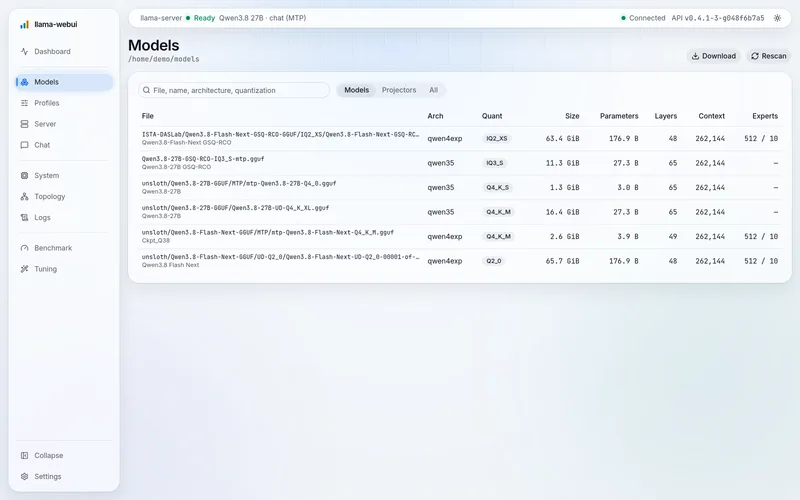 llama-webui
Dashboard
Models
Profiles
Server
Chat
System
Topology
Logs
Benchmark
Tuning
Collapse
Settings
llama-server Ready Qwen3.8 27B · chat (MTP) Connected API v0.4.1-3-g048f6b7a5
Models
/home/demo/models
Download Rescan
File, name, architecture, quantization Models Projectors All
File Arch Quant Size Parameters Layers Context Experts
ISTA-DASLab/Qwen3.8-Flash-Next-GSQ-RCO-GGUF/IQ2_XS/Qwen3.8-Flash-Next-GSQ-RC… qwen4exp IQ2_XS 63.4 GiB 176.9 B 48 262,144 512 / 10
Qwen3.8-Flash-Next GSQ-RCO
Qwen3.8-27B-GSQ-RCO-IQ3_S-mtp.gguf qwen35 IQ3_S 11.3 GiB 27.3 B 65 262,144 –
Qwen3.8-27B GSQ-RCO
unsloth/Qwen3.8-27B-GGUF/MTP/mtp-Qwen3.8-27B-Q4_0.gguf qwen35 Q4_K_S 1.3 GiB 3.0 B 65 262,144 –
Qwen3.8-27B
unsloth/Qwen3.8-27B-GGUF/Qwen3.8-27B-UD-Q4_K_XL.gguf qwen35 Q4_K_M 16.4 GiB 27.3 B 65 262,144 –
Qwen3.8-27B
unsloth/Qwen3.8-Flash-Next-GGUF/MTP/mtp-Qwen3.8-Flash-Next-Q4_K_M.gguf qwen4exp Q4_K_M 2.6 GiB 3.9 B 49 262,144 512 / 10
Ckpt_Q38
unsloth/Qwen3.8-Flash-Next-GGUF/UD-Q2_0/Qwen3.8-Flash-Next-UD-Q2_0-00001-of-… qwen4exp Q2_0 65.7 GiB 176.9 B 48 262,144 512 / 10
Qwen3.8 Flash Next